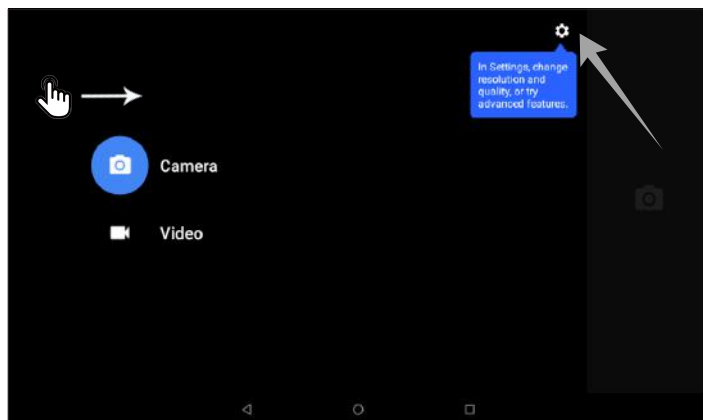 In Settings, change
resolution and
quality, or try
advanced features.
Camera
Video